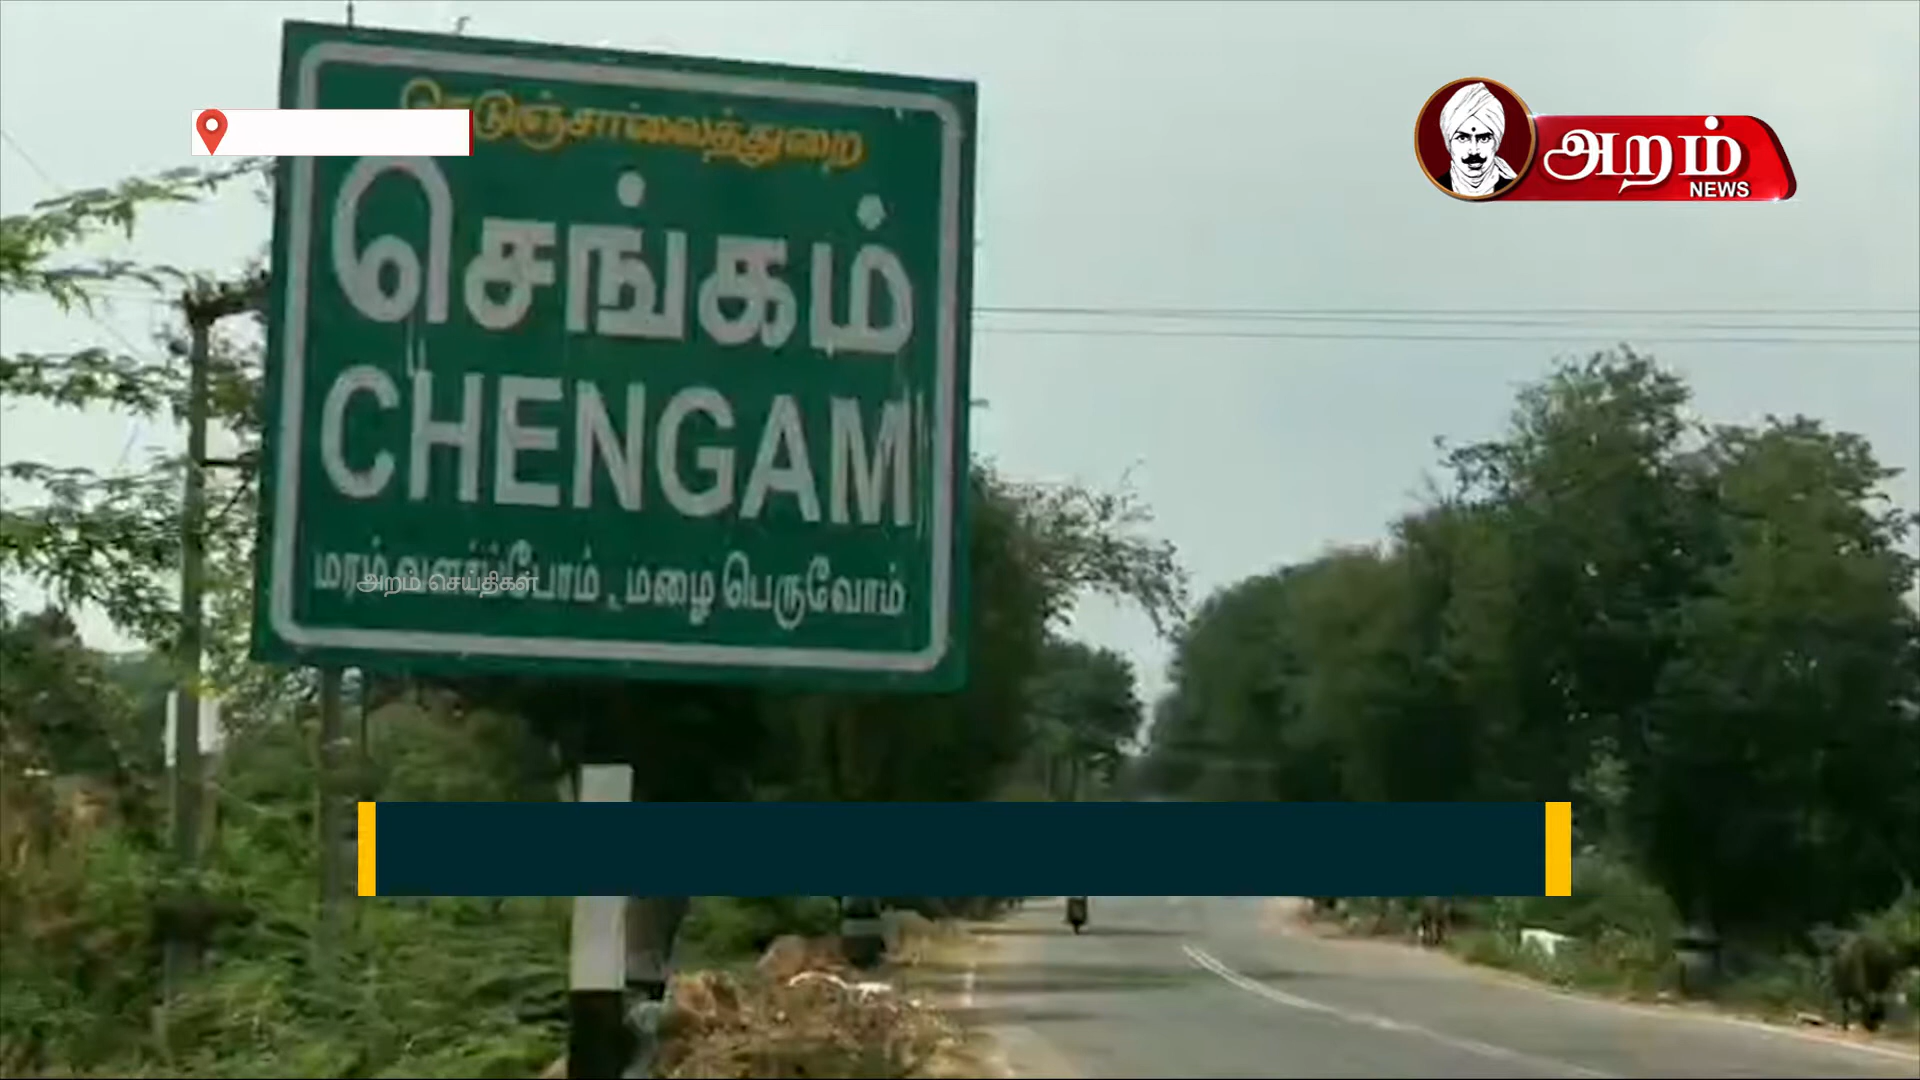 டுஞ்சாலைத்துறை
செங்கம்
CHENGAM
மரம் வளர்ப்போம், மழை பெருவோம்
அறம் செய்திகள்
அறம்
NEWS